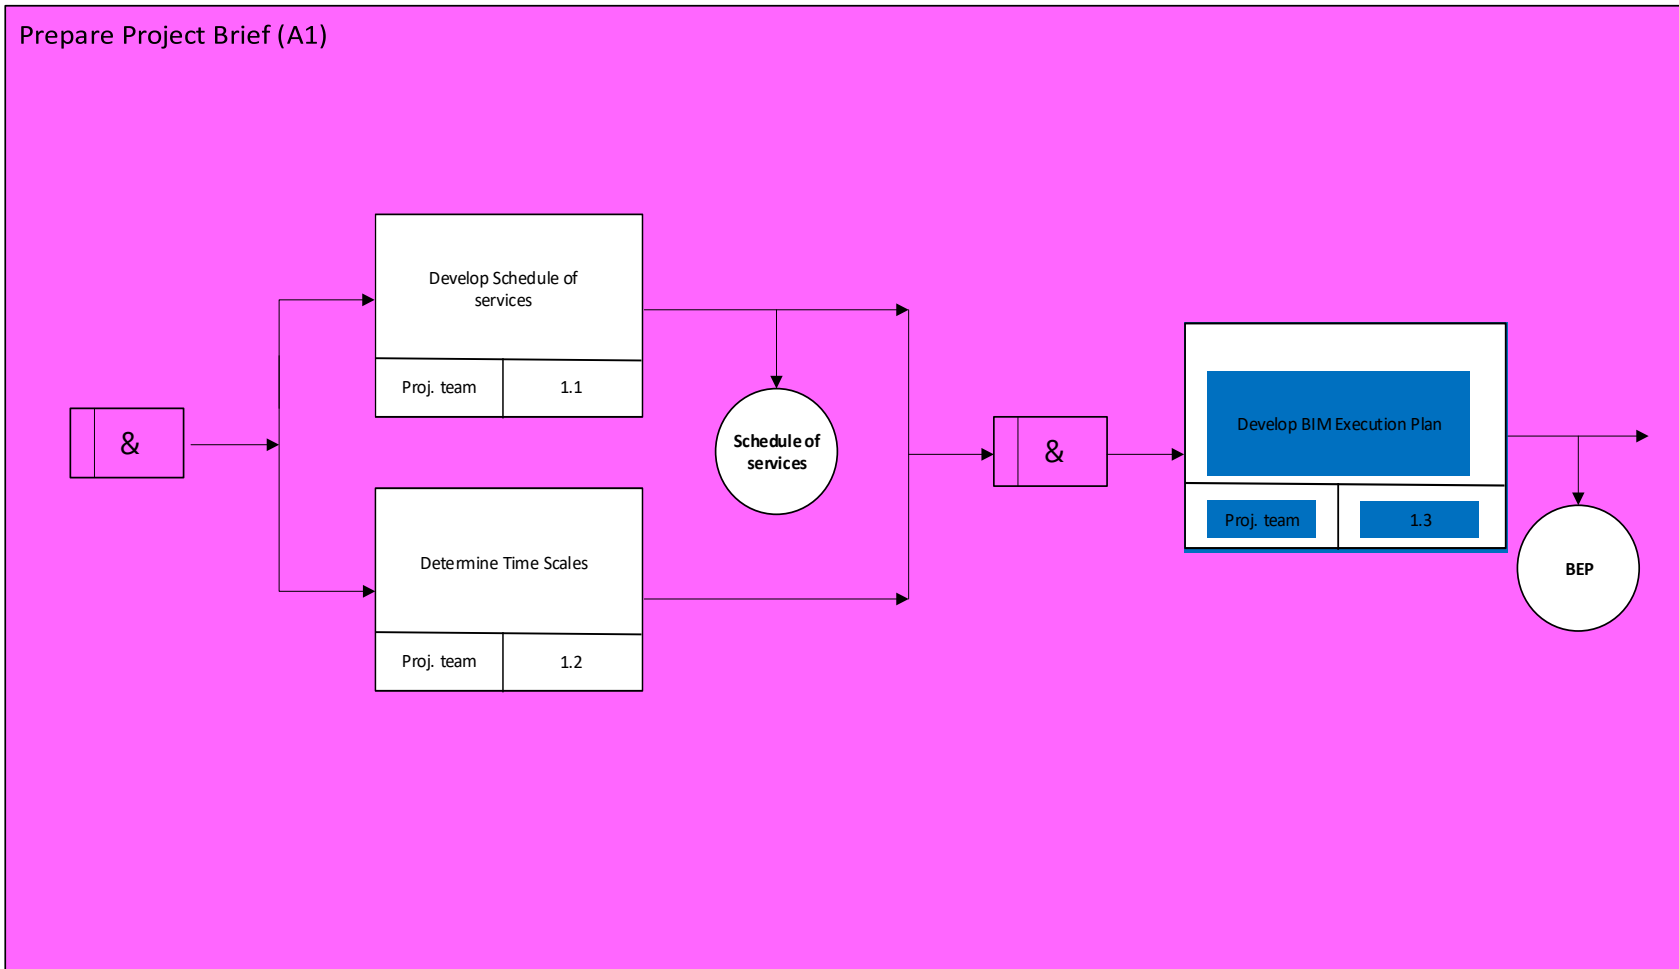 Prepare Project Brief (A1)
&
Develop Schedule of
services
Proj. team
1.1
Schedule of
services
Determine Time Scales
Proj. team
1.2
&
Develop BIM Execution Plan
Proj. team
1.3
BEP